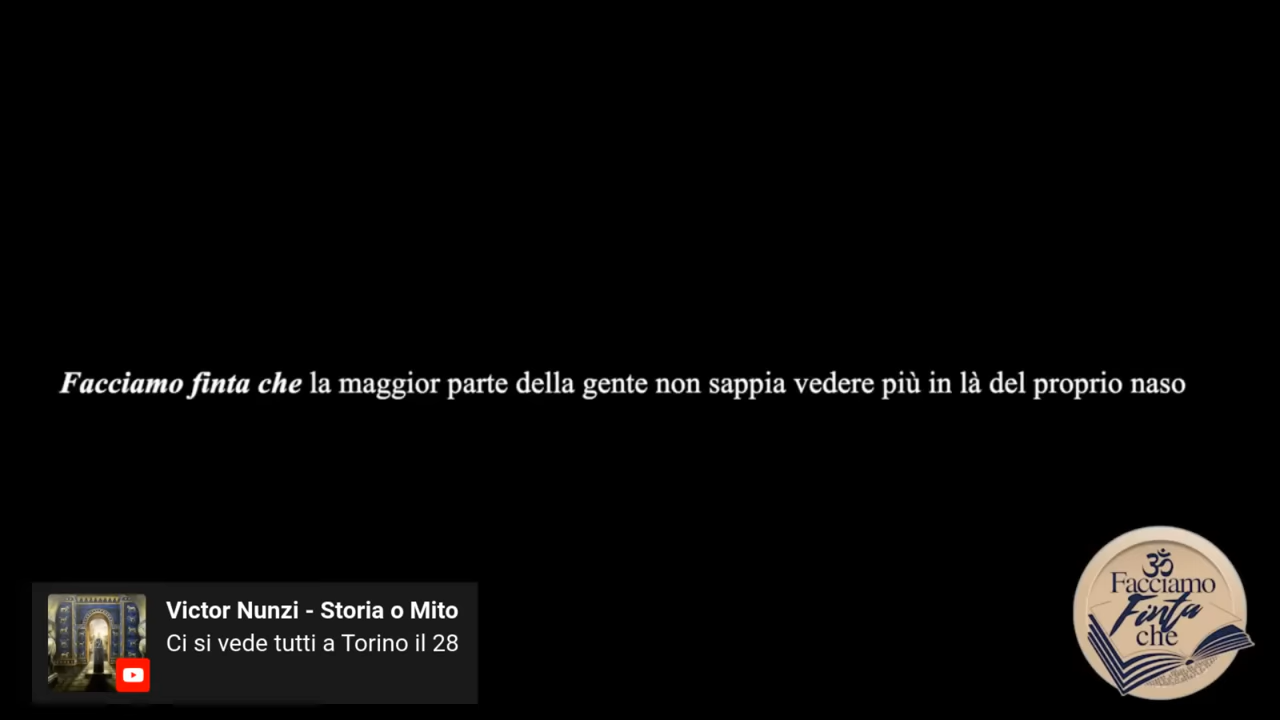 Facciamo finta che la maggior parte della gente non sappia vedere più in là del proprio naso
Victor Nunzi - Storia o Mito
Ci si vede tutti a Torino il 28
ॐ
Facciamo
Finta
che